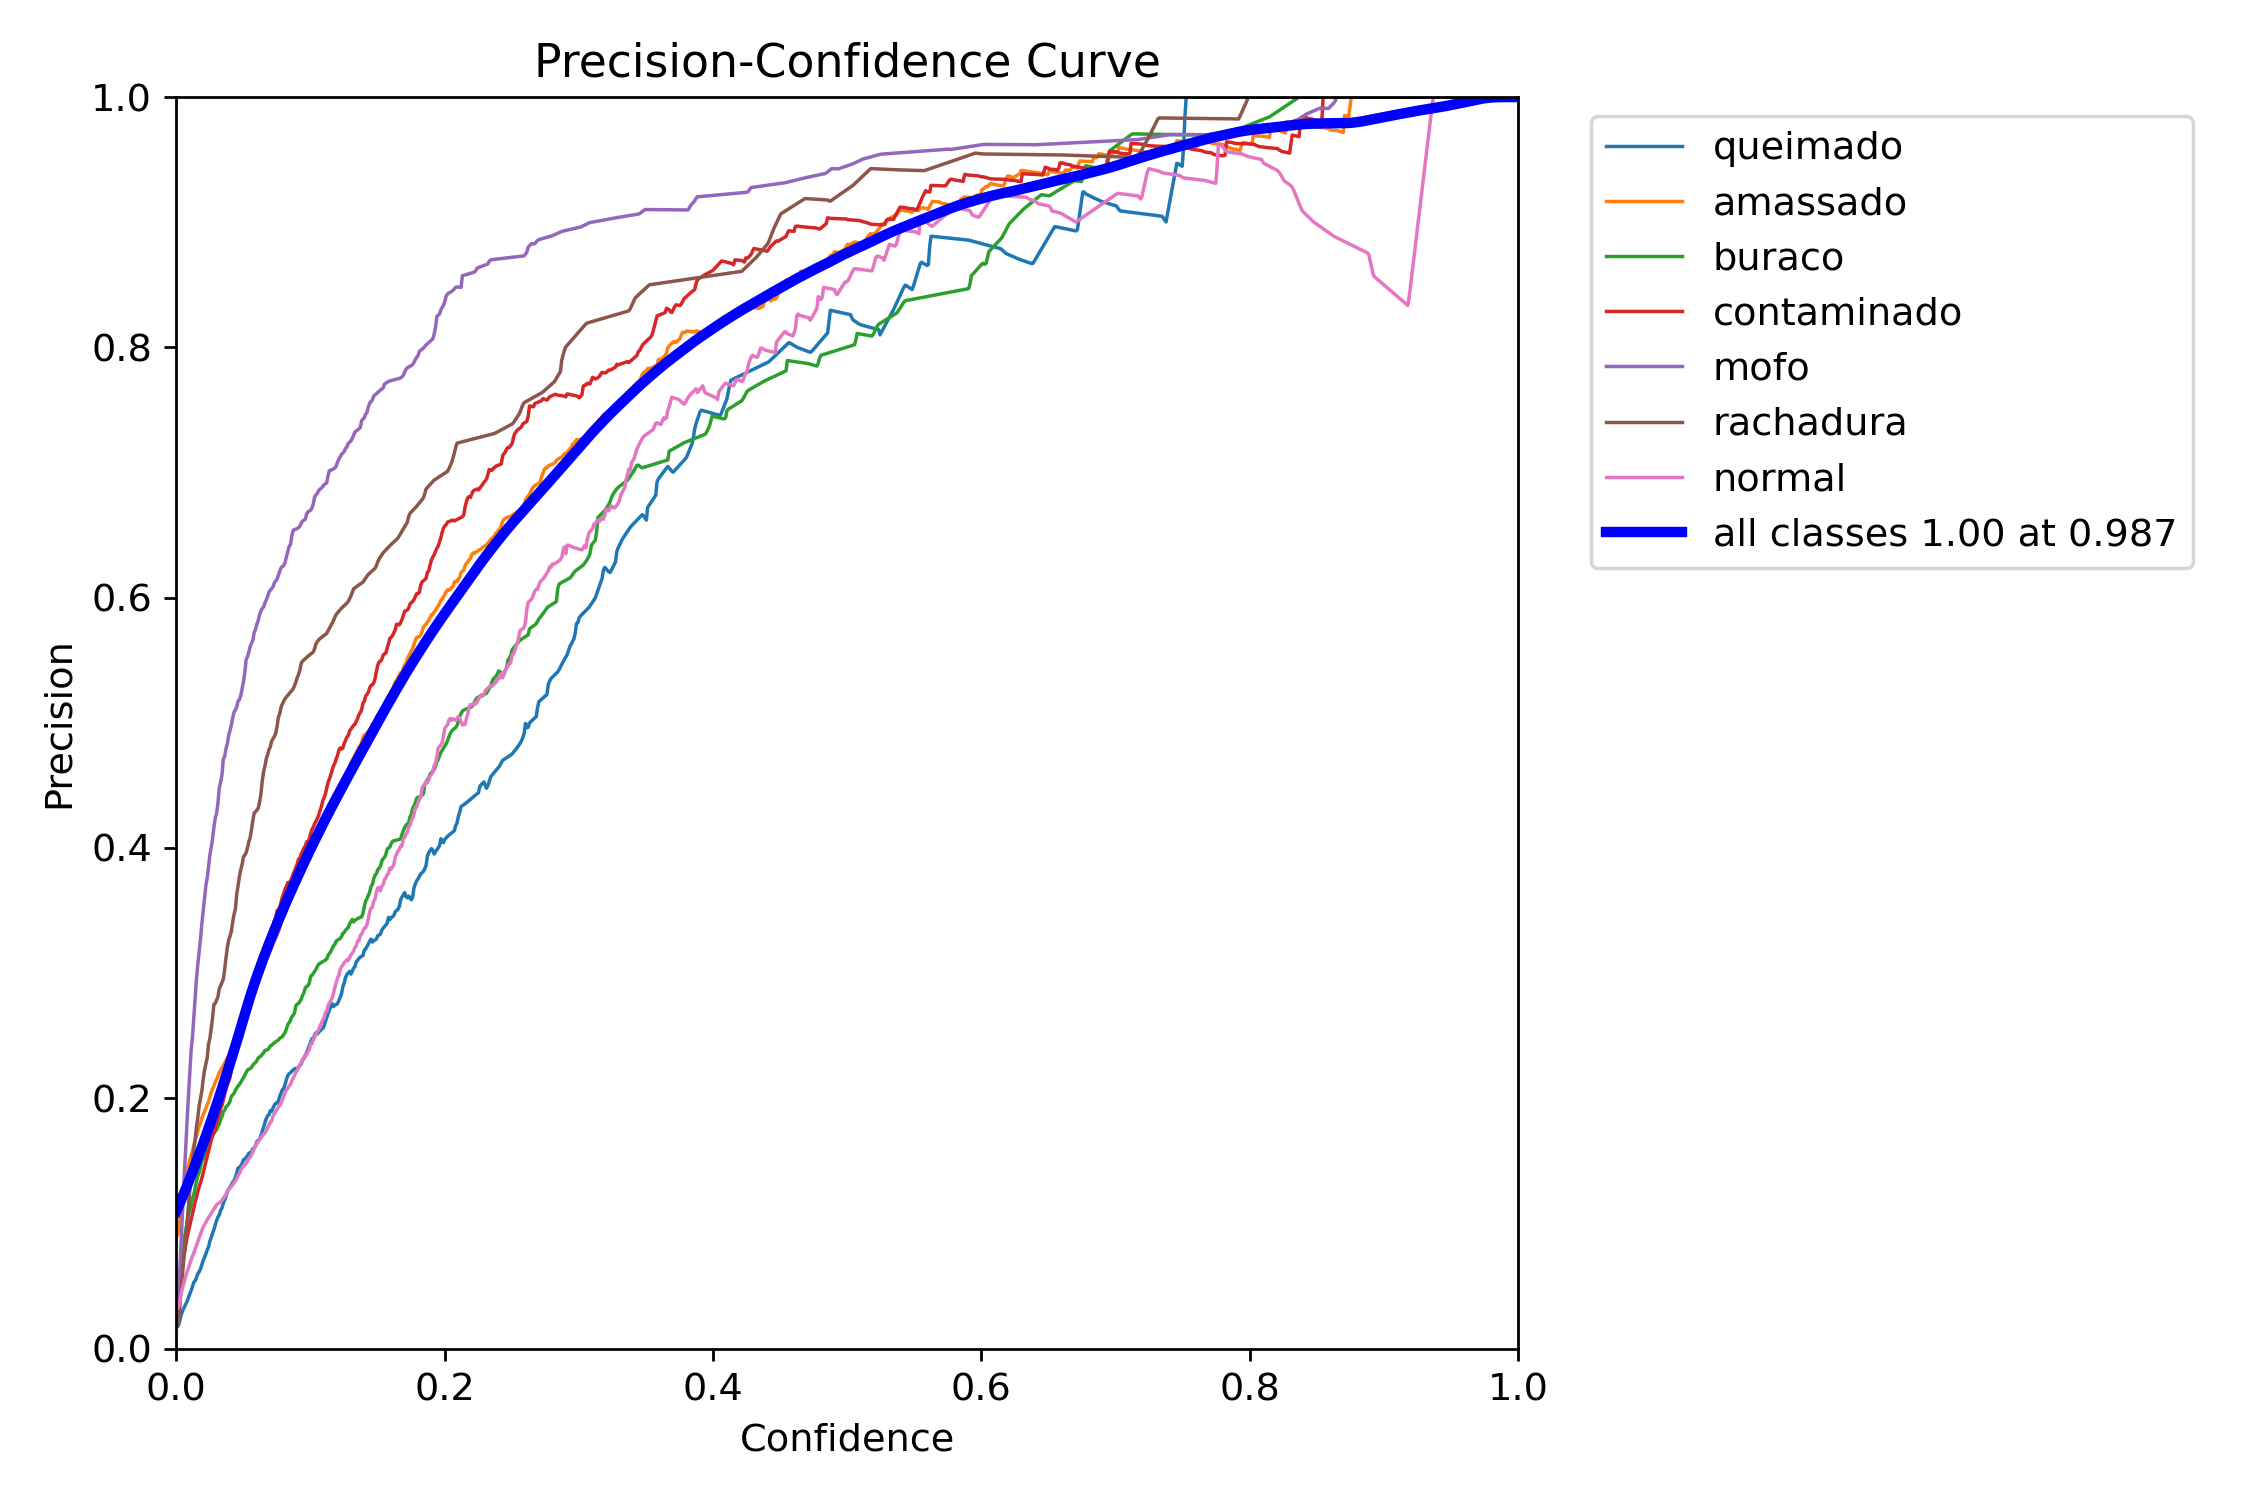 Precision-Confidence Curve
1.0
0.8
0.6
0.4
0.2
0.0
Precision
0.0 0.2 0.4 0.6 0.8 1.0
Confidence
queimado
amassado
buraco
contaminado
mofo
rachadura
normal
all classes 1.00 at 0.987